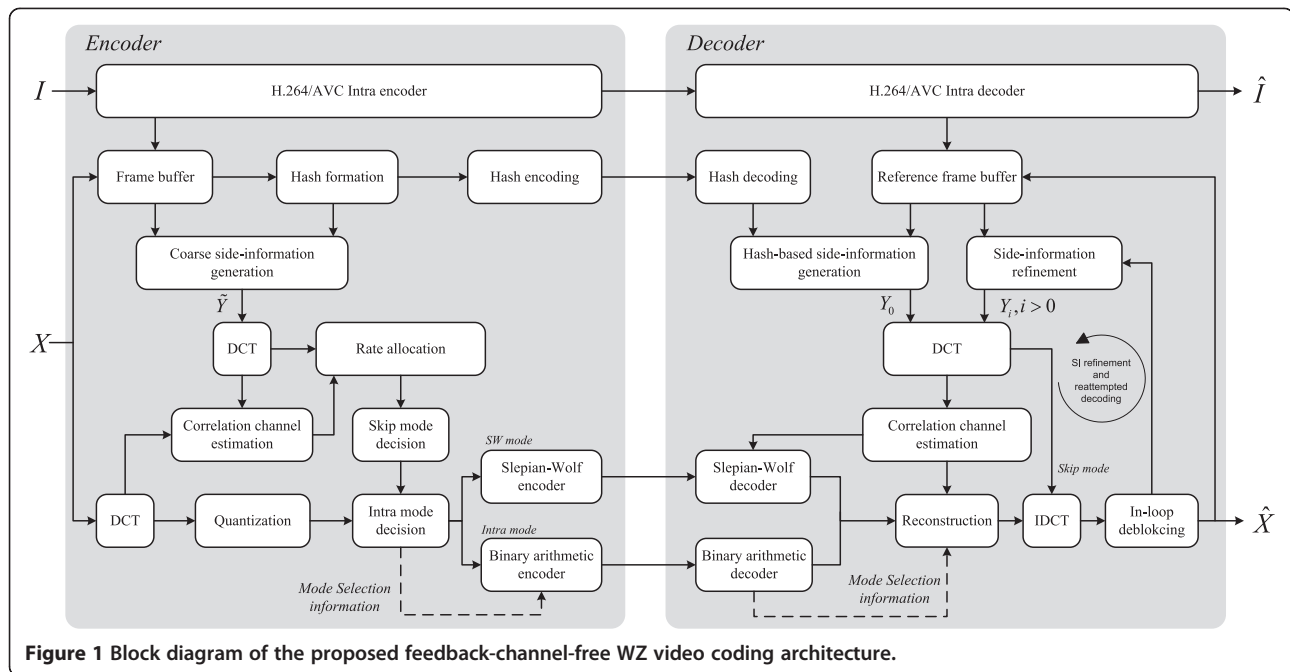 Encoder
Decoder
I
H.264/AVC Intra encoder
H.264/AVC Intra decoder
Î
Frame buffer
Hash formation
Hash encoding
Hash decoding
Reference frame buffer
Coarse side-information
generation
Hash-based side-information
generation
Side-information
refinement
Ỹ
Y₀
Yᵢ, i > 0
X
DCT
Rate allocation
DCT
SI refinement
and
reattempted
decoding
Correlation channel
estimation
Skip mode
decision
Correlation channel
estimation
SW mode
Slepian-Wolf
encoder
Slepian-Wolf
decoder
Skip mode
DCT
Quantization
Intra mode
decision
Reconstruction
IDCT
In-loop
deblokcing
X̂
Intra mode
Binary arithmetic
encoder
Binary arithmetic
decoder
Mode Selection
information
Mode Selection
information
Figure 1 Block diagram of the proposed feedback-channel-free WZ video coding architecture.